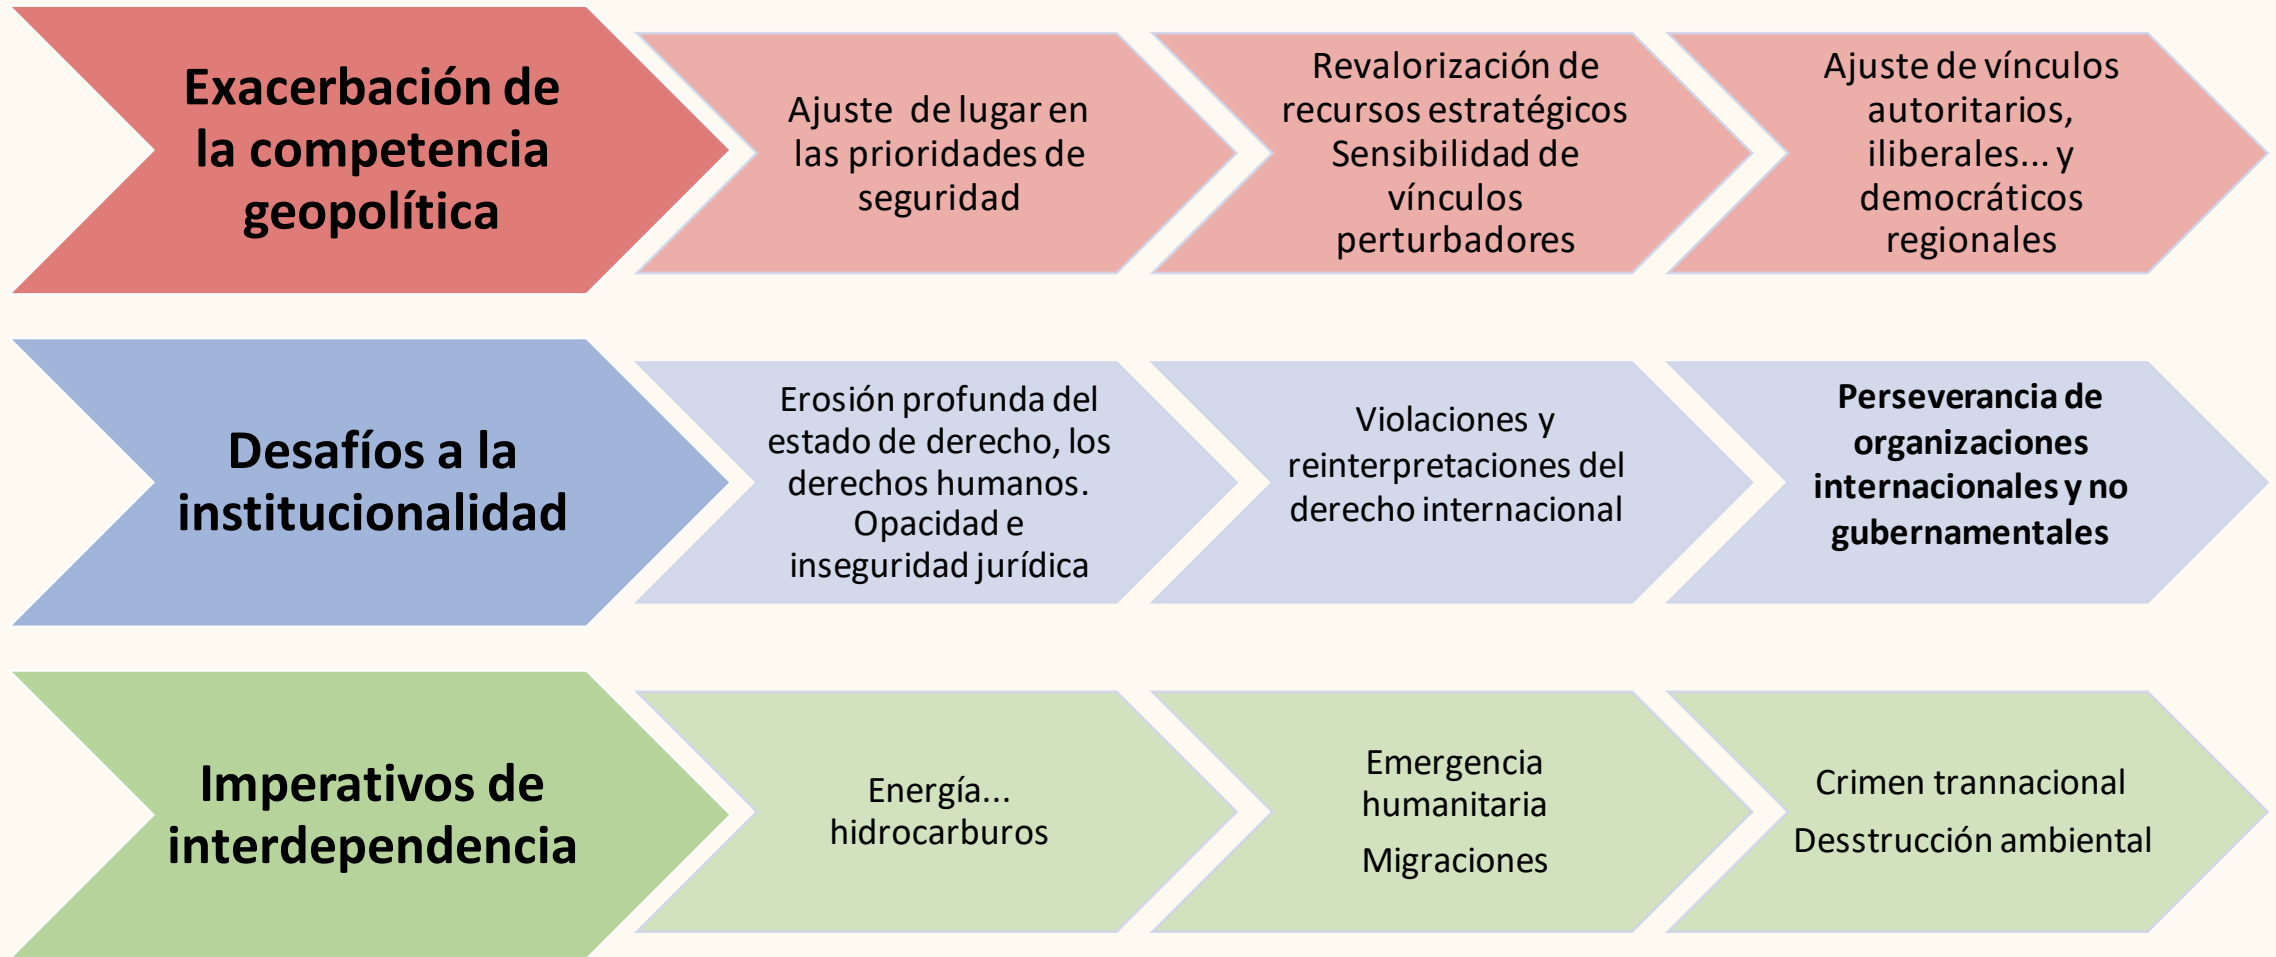 Exacerbación de
la competencia
geopolítica
Ajuste de lugar en
las prioridades de
seguridad
Revalorización de
recursos estratégicos
Sensibilidad de
vínculos
perturbadores
Ajuste de vínculos
autoritarios,
iliberales... y
democráticos
regionales
Desafíos a la
institucionalidad
Erosión profunda del
estado de derecho, los
derechos humanos.
Opacidad e
inseguridad jurídica
Violaciones y
reinterpretaciones del
derecho internacional
Perseverancia de
organizaciones
internacionales y no
gubernamentales
Imperativos de
interdependencia
Energía...
hidrocarburos
Emergencia
humanitaria
Migraciones
Crimen trannacional
Desstrucción ambiental